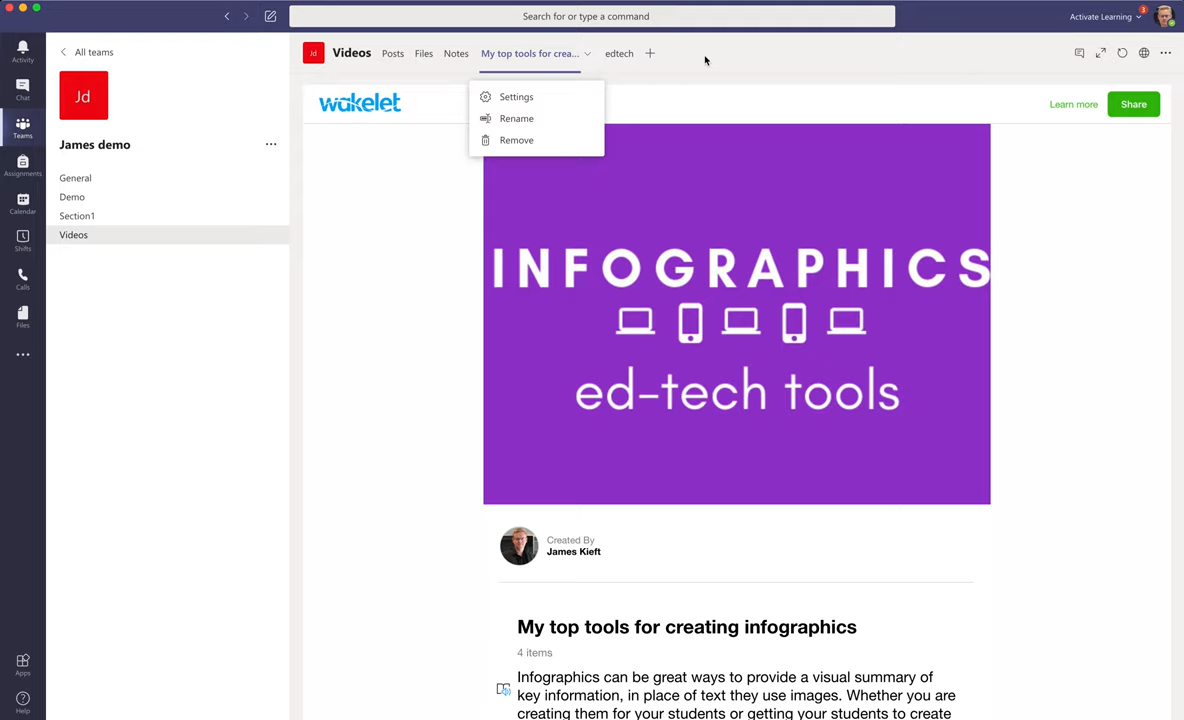 Search for or type a command
Activate Learning
3
Activity
Chat
Teams
Assignments
Calendar
Shifts
Calls
Files
Apps
Help
All teams
Jd
James demo
General
Demo
Section1
Videos
Jd
Videos
Posts
Files
Notes
My top tools for crea...
edtech
Settings
Rename
Remove
wakelet
Learn more
Share
INFOGRAPHICS
ed-tech tools
Created By
James Kieft
My top tools for creating infographics
4 items
Infographics can be great ways to provide a visual summary of
key information, in place of text they use images. Whether you are
creating them for your students or getting your students to create